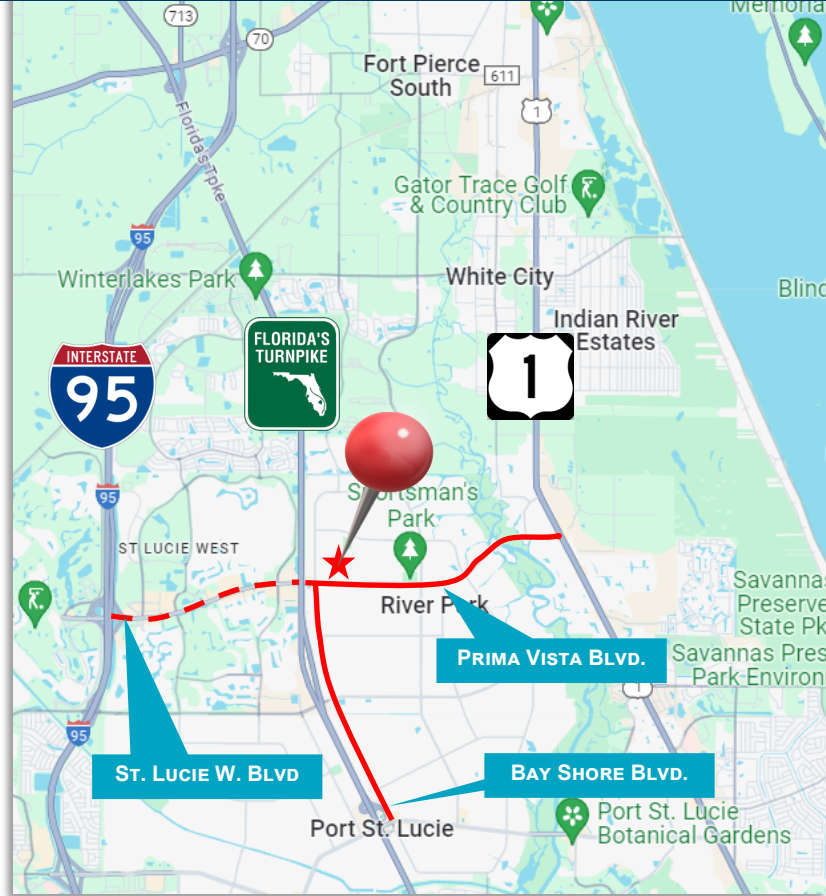 Memoria
713
70
Fort Pierce
South
611
1
Florida's Tpke
Gator Trace Golf
& Country Club
95
Winterlakes Park
White City
Blind
Indian River
Estates
INTERSTATE
95
FLORIDA'S
TURNPIKE
1
95
Sportsman's
Park
ST LUCIE WEST
River Park
Savannas
Preserve
State Pk
PRIMA VISTA BLVD.
Savannas Pres
Park Environ
1
95
ST. LUCIE W. BLVD
BAY SHORE BLVD.
Port St. Lucie
Port St. Lucie
Botanical Gardens